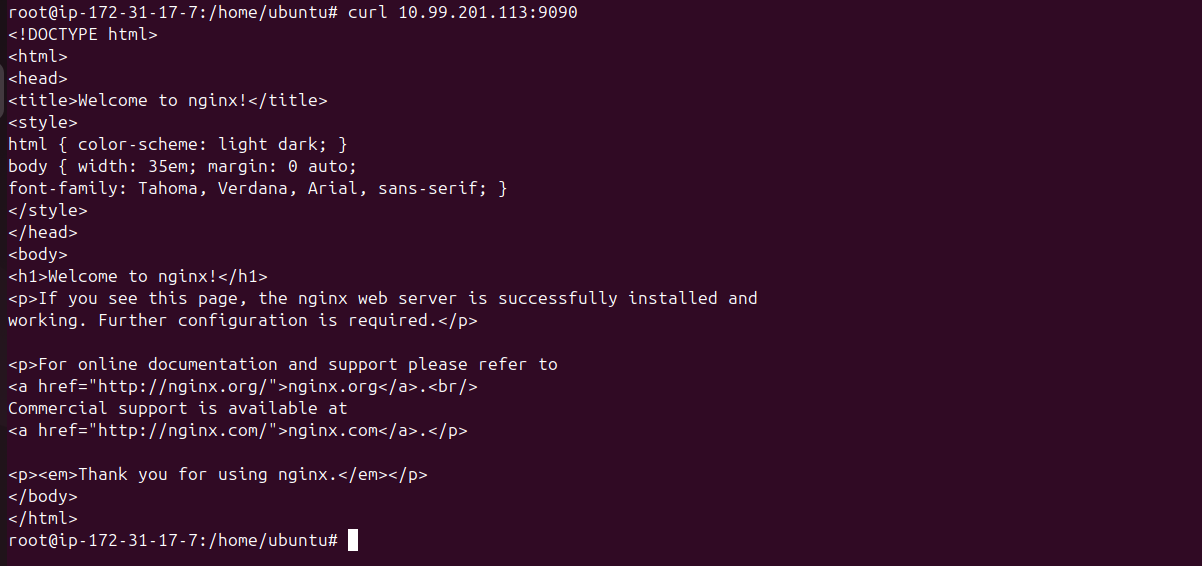 root@ip-172-31-17-7:/home/ubuntu# curl 10.99.201.113:9090
<!DOCTYPE html>
<html>
<head>
<title>Welcome to nginx!</title>
<style>
html { color-scheme: light dark; }
body { width: 35em; margin: 0 auto;
font-family: Tahoma, Verdana, Arial, sans-serif; }
</style>
</head>
<body>
<h1>Welcome to nginx!</h1>
<p>If you see this page, the nginx web server is successfully installed and
working. Further configuration is required.</p>

<p>For online documentation and support please refer to
<a href="http://nginx.org/">nginx.org</a>.<br/>
Commercial support is available at
<a href="http://nginx.com/">nginx.com</a>.</p>

<p><em>Thank you for using nginx.</em></p>
</body>
</html>
root@ip-172-31-17-7:/home/ubuntu#